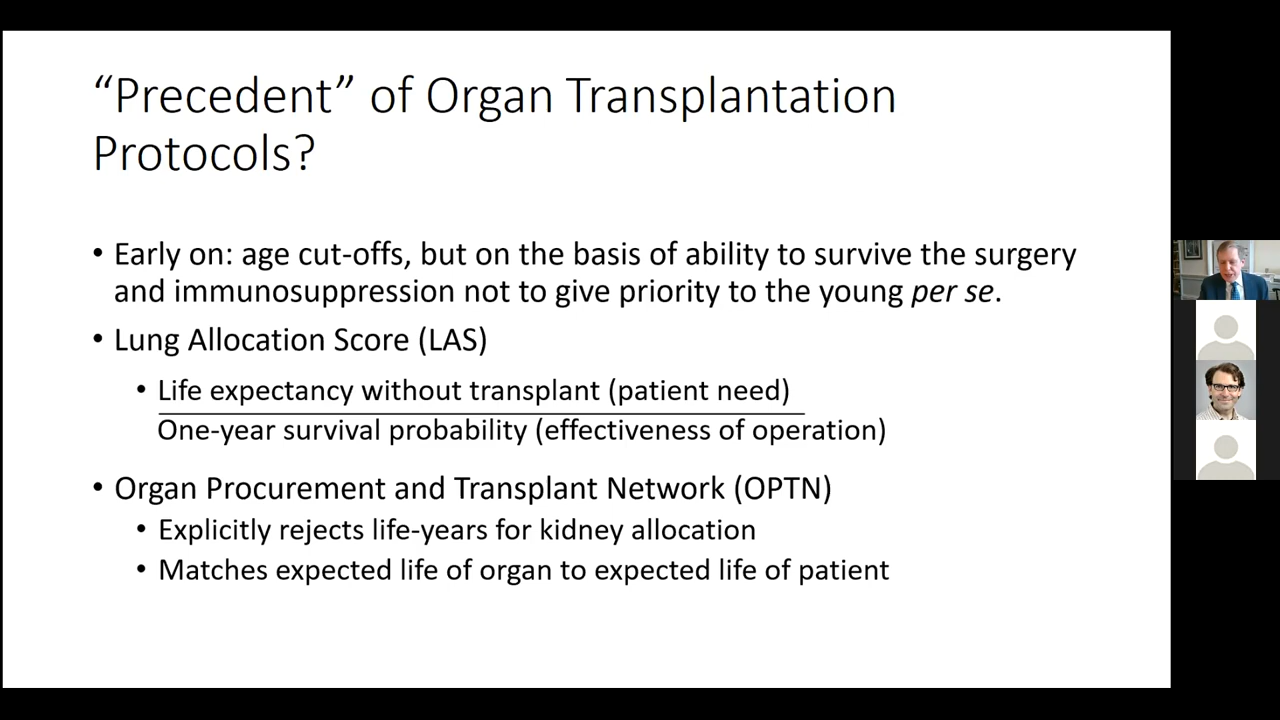 “Precedent” of Organ Transplantation
Protocols?
• Early on: age cut-offs, but on the basis of ability to survive the surgery
and immunosuppression not to give priority to the young per se.
• Lung Allocation Score (LAS)
• Life expectancy without transplant (patient need)
One-year survival probability (effectiveness of operation)
• Organ Procurement and Transplant Network (OPTN)
• Explicitly rejects life-years for kidney allocation
• Matches expected life of organ to expected life of patient